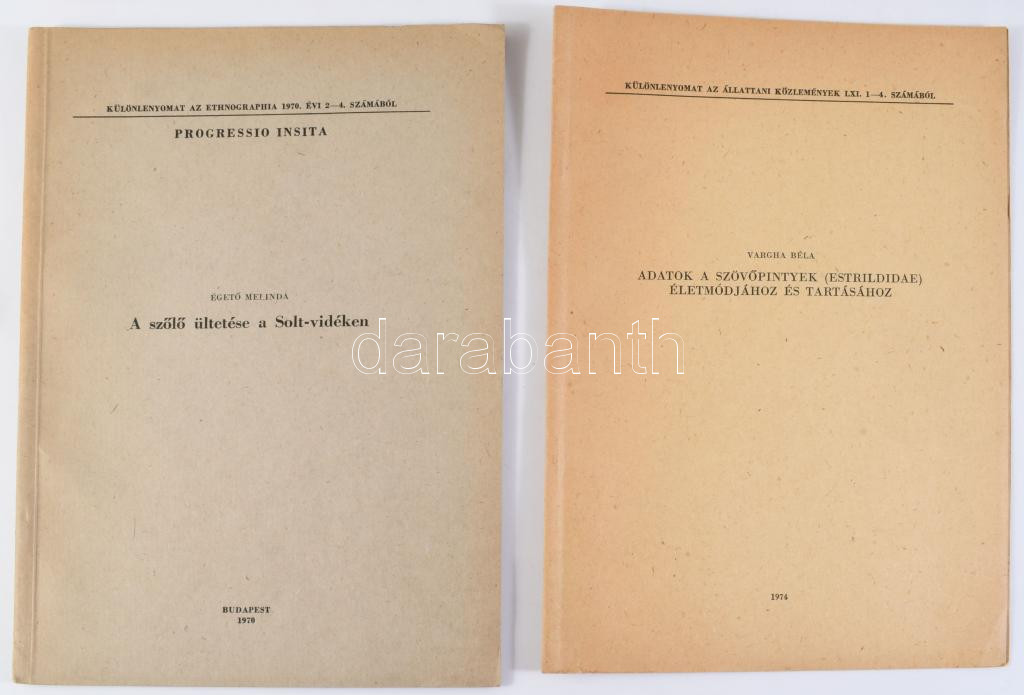 KÜLÖNLENYOMAT AZ ETHNOGRAPHIA 1970. ÉVI 2—4. SZÁMÁBÓL
PROGRESSIO INSITA
ÉGETŐ MELINDA
A szőlő ültetése a Solt-vidéken
BUDAPEST
1970
KÜLÖNLENYOMAT AZ ÁLLATTANI KÖZLEMÉNYEK LXI. 1—4. SZÁMÁBÓL
VARGHA BÉLA
ADATOK A SZÖVŐPINTYEK (ESTRILDIDAE)
ÉLETMÓDJÁHOZ ÉS TARTÁSÁHOZ
1974
darabanth